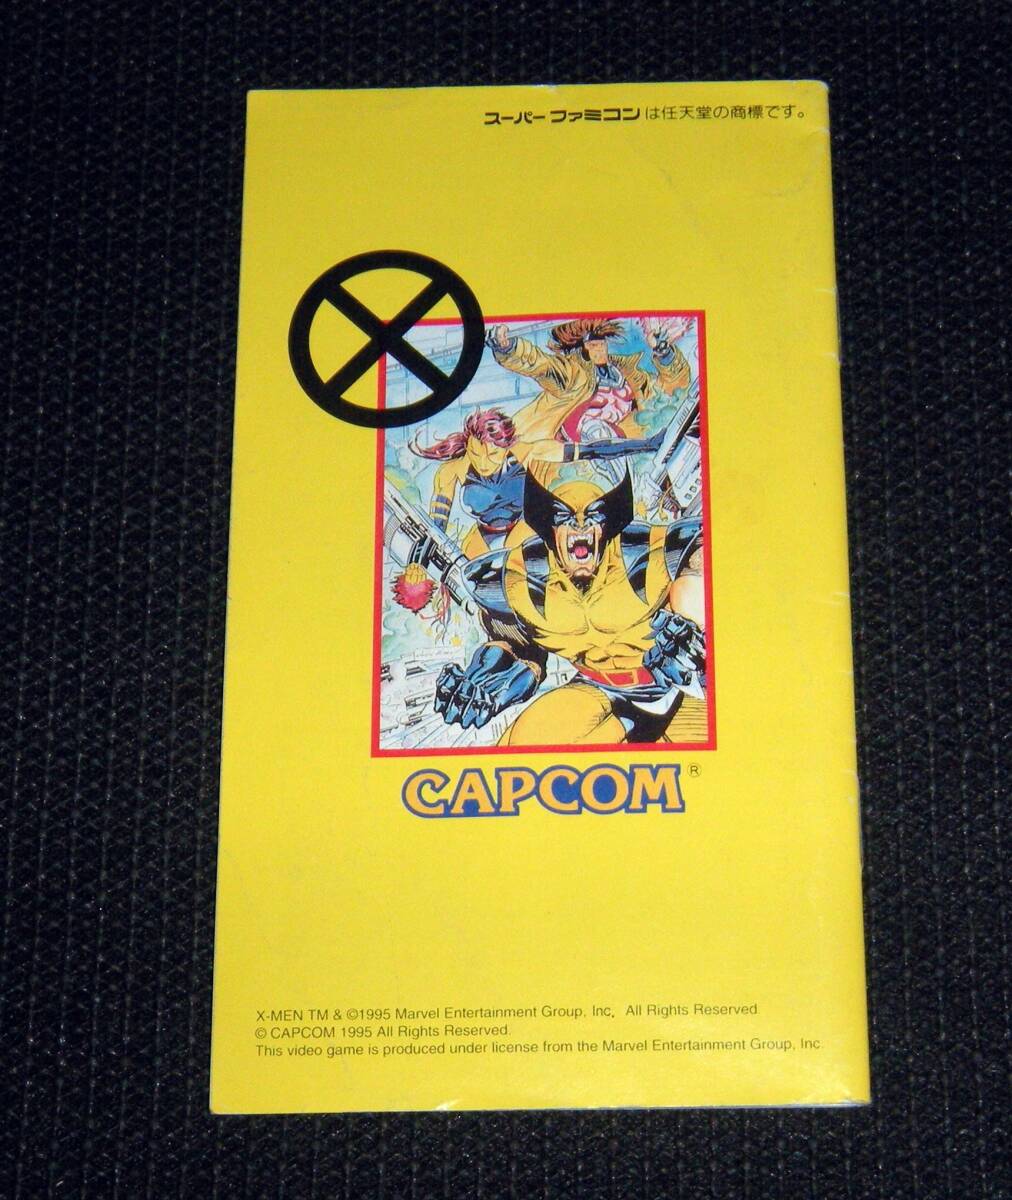 スーパーファミコンは任天堂の商標です。
CAPCOM®
X-MEN TM & ©1995 Marvel Entertainment Group, Inc. All Rights Reserved.
© CAPCOM 1995 All Rights Reserved.
This video game is produced under license from the Marvel Entertainment Group, Inc.